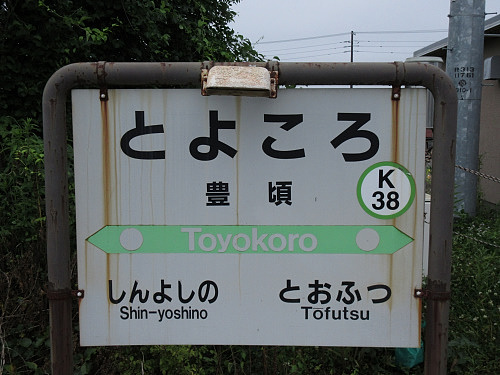 とよころ
豊頃
K
38
Toyokoro
しんよしの とおふつ
Shin-yoshino Tofutsu